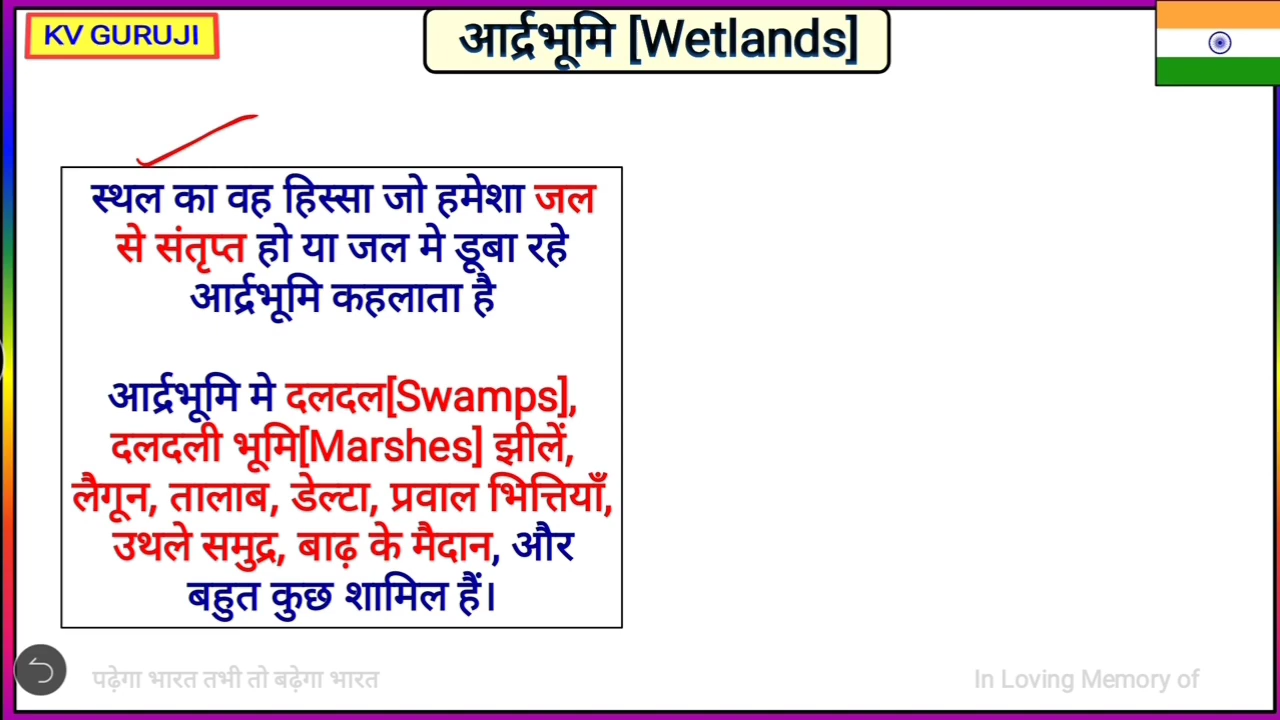 KV GURUJI
आर्द्रभूमि [Wetlands]
स्थल का वह हिस्सा जो हमेशा जल
से संतृप्त हो या जल मे डूबा रहे
आर्द्रभूमि कहलाता है
आर्द्रभूमि मे दलदल[Swamps],
दलदली भूमि[Marshes] झीलें,
लैगून, तालाब, डेल्टा, प्रवाल भित्तियाँ,
उथले समुद्र, बाढ़ के मैदान, और
बहुत कुछ शामिल हैं।
पढ़ेगा भारत तभी तो बढ़ेगा भारत
In Loving Memory of